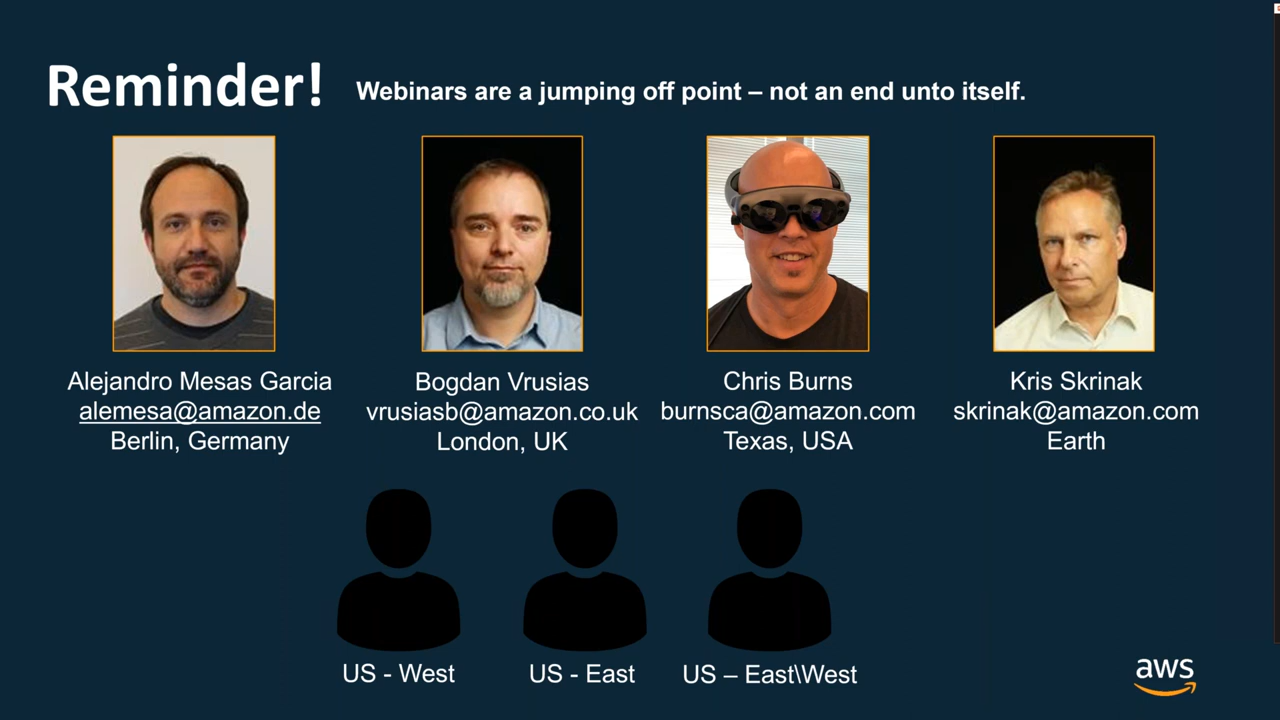 Reminder!
Webinars are a jumping off point – not an end unto itself.
Alejandro Mesas Garcia
alemesa@amazon.de
Berlin, Germany
Bogdan Vrusias
vrusiasb@amazon.co.uk
London, UK
Chris Burns
burnsca@amazon.com
Texas, USA
Kris Skrinak
skrinak@amazon.com
Earth
US - West
US - East
US – East\West
aws